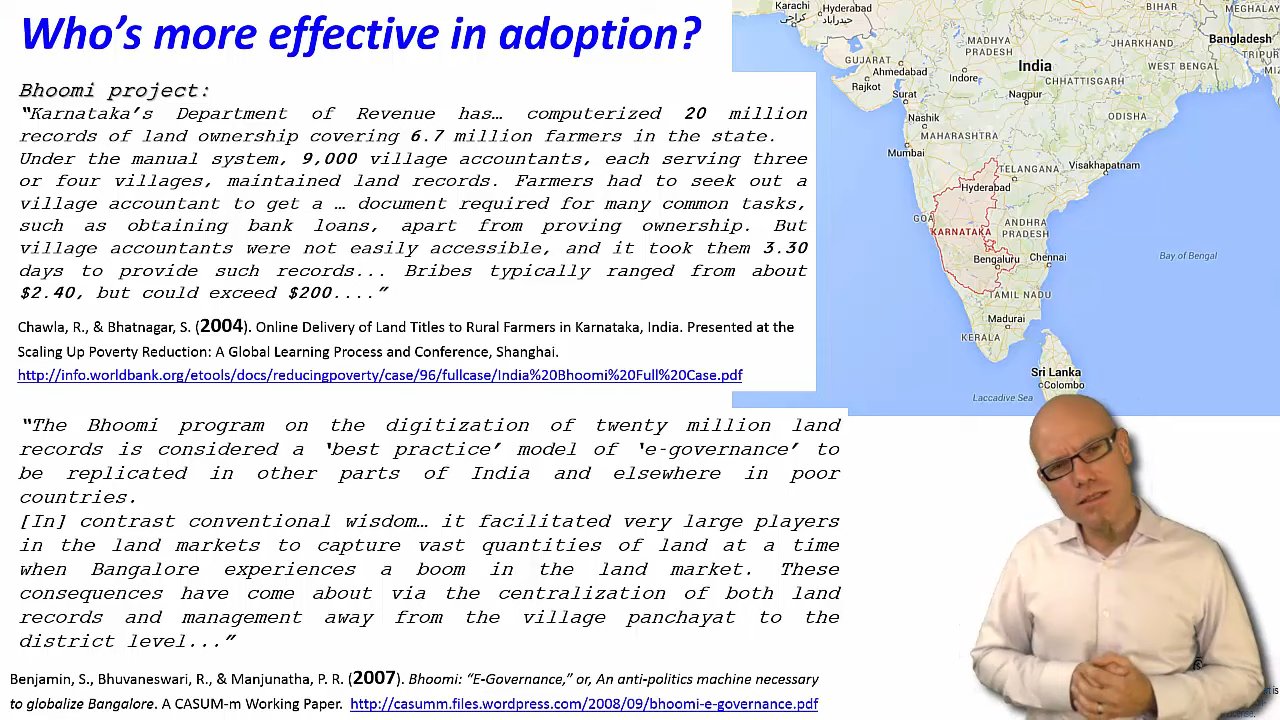 Who's more effective in adoption?
Bhoomi project:
“Karnataka’s Department of Revenue has… computerized 20 million
records of land ownership covering 6.7 million farmers in the state.
Under the manual system, 9,000 village accountants, each serving three
or four villages, maintained land records. Farmers had to seek out a
village accountant to get a … document required for many common tasks,
such as obtaining bank loans, apart from proving ownership. But
village accountants were not easily accessible, and it took them 3.30
days to provide such records... Bribes typically ranged from about
$2.40, but could exceed $200....”
Chawla, R., & Bhatnagar, S. (2004). Online Delivery of Land Titles to Rural Farmers in Karnataka, India. Presented at the
Scaling Up Poverty Reduction: A Global Learning Process and Conference, Shanghai.
http://info.worldbank.org/etools/docs/reducingpoverty/case/96/fullcase/India%20Bhoomi%20Full%20Case.pdf
“The Bhoomi program on the digitization of twenty million land
records is considered a ‘best practice’ model of ‘e-governance’ to
be replicated in other parts of India and elsewhere in poor
countries.
[In] contrast conventional wisdom… it facilitated very large players
in the land markets to capture vast quantities of land at a time
when Bangalore experiences a boom in the land market. These
consequences have come about via the centralization of both land
records and management away from the village panchayat to the
district level...”
Benjamin, S., Bhuvaneswari, R., & Manjunatha, P. R. (2007). Bhoomi: “E-Governance,” or, An anti-politics machine necessary
to globalize Bangalore. A CASUM-m Working Paper. http://casumm.files.wordpress.com/2008/09/bhoomi-e-governance.pdf
Karachi
كراچى
Hyderabad
حيدرآباد
BIHAR
MEGHALAY
Bangladesh
MADHYA
PRADESH
JHARKHAND
TRIPUR
GUJARAT
Ahmedabad
India
WEST BENGAL
MIZ
Indore
CHHATTISGARH
Rajkot
Surat
Nagpur
Nashik
ODISHA
MAHARASHTRA
Mumbai
Visakhapatnam
TELANGANA
Hyderabad
GOA
KARNATAKA
ANDHRA
PRADESH
Bengaluru
Chennai
Bay of Bengal
TAMIL NADU
Madurai
KERALA
Sri Lanka
Colombo
Laccadive Sea